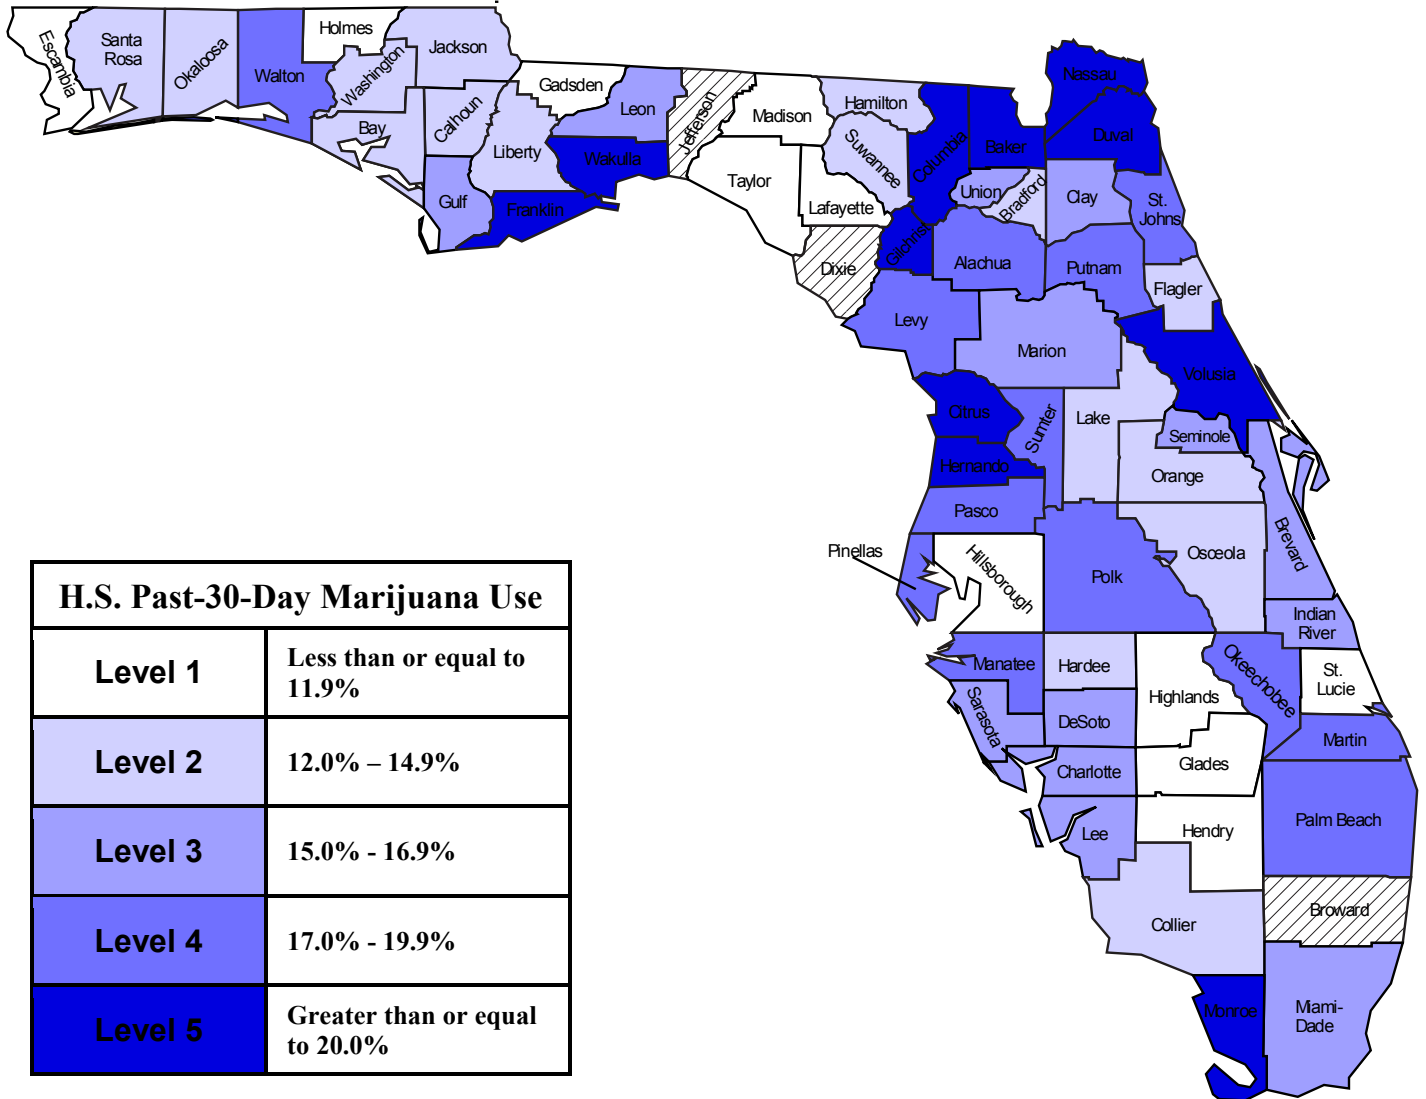 Holmes
Escambia
Santa
Rosa
Okaloosa
Walton
Washington
Jackson
Gadsden
Leon
Jefferson
Madison
Hamilton
Nassau
Duval
Bay
Calhoun
Liberty
Wakulla
Gulf
Franklin
Taylor
Lafayette
Suwannee
Columbia
Baker
Union
Bradford
Clay
St.
Johns
Dixie
Gilchrist
Alachua
Putnam
Flagler
Levy
Marion
Volusia
Citrus
Sumter
Lake
Seminole
Hernando
Orange
Pasco
Brevard
Pinellas
Hillsborough
Polk
Osceola
Indian
River
Manatee
Hardee
Highlands
Okeechobee
St.
Lucie
Sarasota
DeSoto
Martin
Charlotte
Glades
Lee
Hendry
Palm Beach
Collier
Broward
Monroe
Miami-
Dade
H.S. Past-30-Day Marijuana Use
Level 1
Less than or equal to
11.9%
Level 2
12.0% – 14.9%
Level 3
15.0% - 16.9%
Level 4
17.0% - 19.9%
Level 5
Greater than or equal
to 20.0%